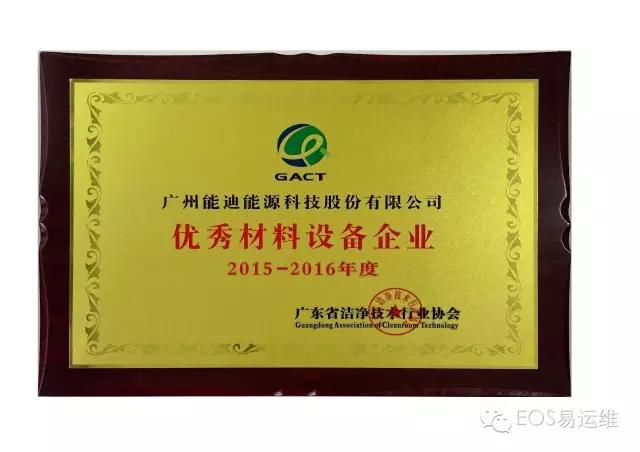 GACT
广州能迪能源科技股份有限公司
优秀材料设备企业
2015-2016年度
广东省洁净技术行业协会
Guangdong Association of Cleanroom Technology
EOS易运维